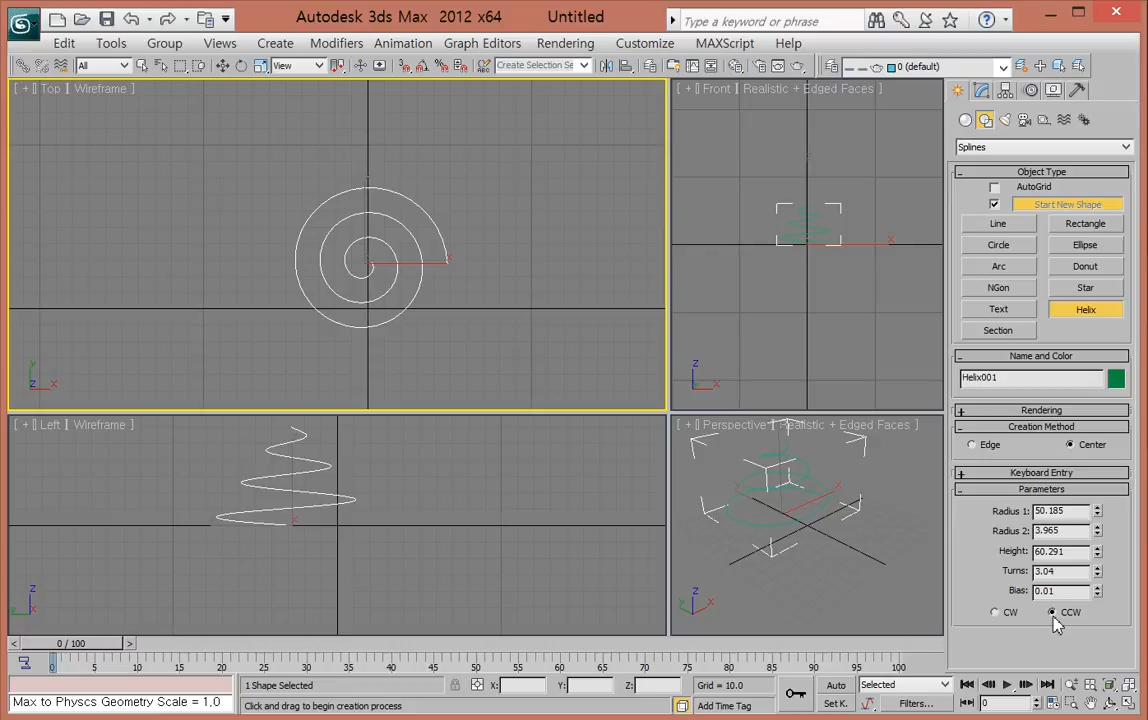 Autodesk 3ds Max 2012 x64 Untitled
Type a keyword or phrase
Edit Tools Group Views Create Modifiers Animation Graph Editors Rendering Customize MAXScript Help
All View Create Selection Se 0 (default)
[ + ] [ Top ] [ Wireframe ]
[ + ] [ Front ] [ Realistic + Edged Faces ]
Splines
- Object Type
AutoGrid
Start New Shape
Line Rectangle
Circle Ellipse
Arc Donut
NGon Star
Text Helix
Section
- Name and Color
Helix001
+ Rendering
- Creation Method
Edge Center
+ Keyboard Entry
- Parameters
Radius 1: 50.185
Radius 2: 3.965
Height: 60.291
Turns: 3.04
Bias: 0.01
CW CCW
x
x
z
x
y
z x
[ + ] [ Left ] [ Wireframe ]
[ + ] [ Perspective ] [ Realistic + Edged Faces ]
x
z
y x
x
z
y x
< 0 / 100 >
0 5 10 15 20 25 30 35 40 45 50 55 60 65 70 75 80 85 90 95 100
1 Shape Selected X: Y: Z: Grid = 10.0 Auto Selected
Max to Physcs Geometry Scale = 1,0 Click and drag to begin creation process Add Time Tag Set K. Filters... 0